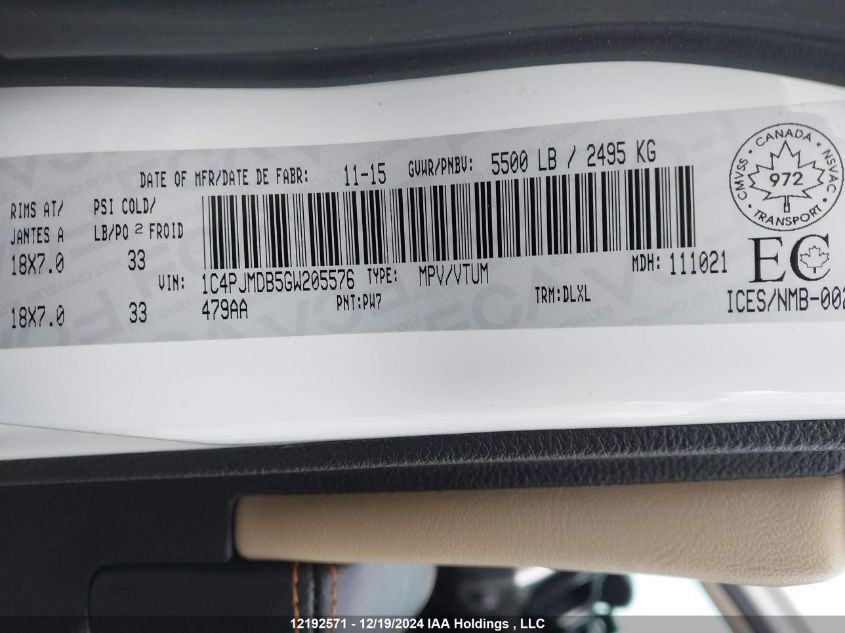 DATE OF MFR/DATE DE FABR: 11-15 GVWR/PNBV: 5500 LB / 2495 KG
RIMS AT/ PSI COLD/
JANTES A LB/PO 2 FROID
18X7.0 33
VIN: 1C4PJMDB5GW205576 TYPE: MPV/VTUM MDH: 111021
18X7.0 33 479AA PNT:PW7 TRM:DLXL
CMVSS • CANADA • NSVAC • TRANSPORT •
972
EC
ICES/NMB-002
12192571 - 12/19/2024 IAA Holdings , LLC